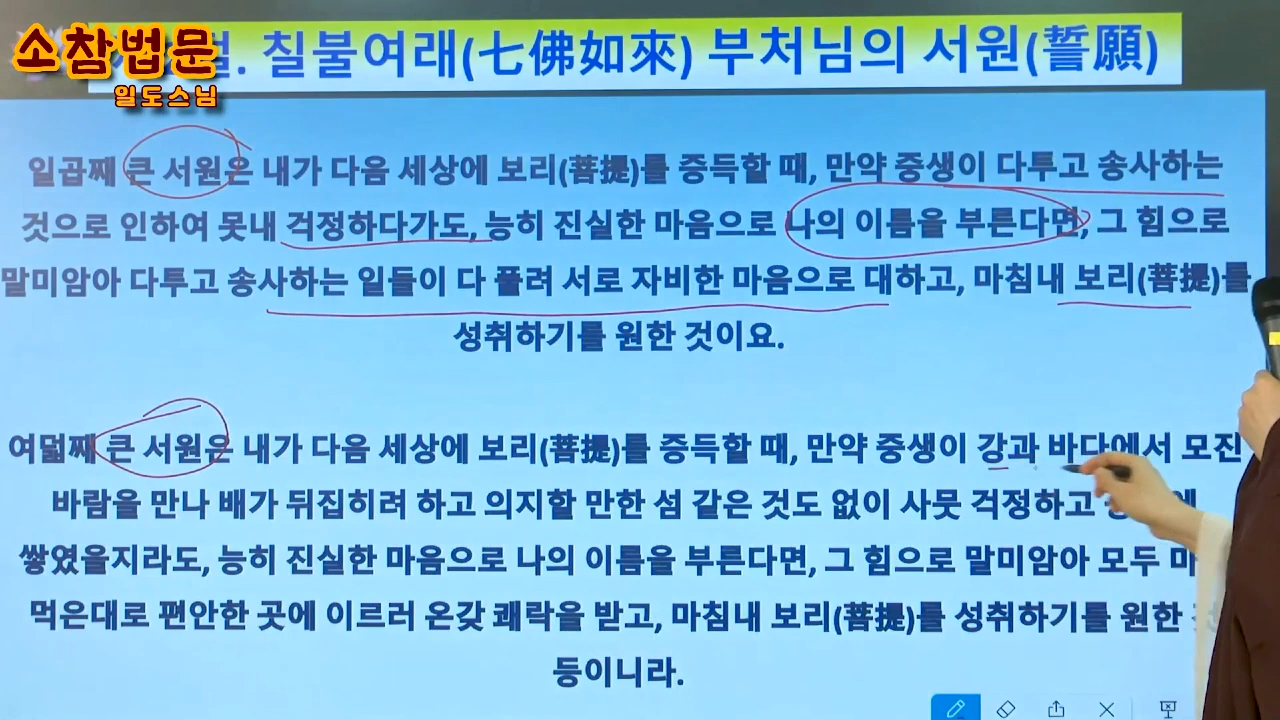 소참법문
일도스님
칠불여래(七佛如來) 부처님의 서원(誓願)
일곱째 큰 서원은 내가 다음 세상에 보리(菩提)를 증득할 때, 만약 중생이 다투고 송사하는
것으로 인하여 못내 걱정하다가도, 능히 진실한 마음으로 나의 이름을 부른다면, 그 힘으로
말미암아 다투고 송사하는 일들이 다 풀려 서로 자비한 마음으로 대하고, 마침내 보리(菩提)를
성취하기를 원한 것이요.
여덟째 큰 서원은 내가 다음 세상에 보리(菩提)를 증득할 때, 만약 중생이 강과 바다에서 모진
바람을 만나 배가 뒤집히려 하고 의지할 만한 섬 같은 것도 없이 사뭇 걱정하고
쌓였을지라도, 능히 진실한 마음으로 나의 이름을 부른다면, 그 힘으로 말미암아 모두
먹은대로 편안한 곳에 이르러 온갖 쾌락을 받고, 마침내 보리(菩提)를 성취하기를 원한
등이니라.